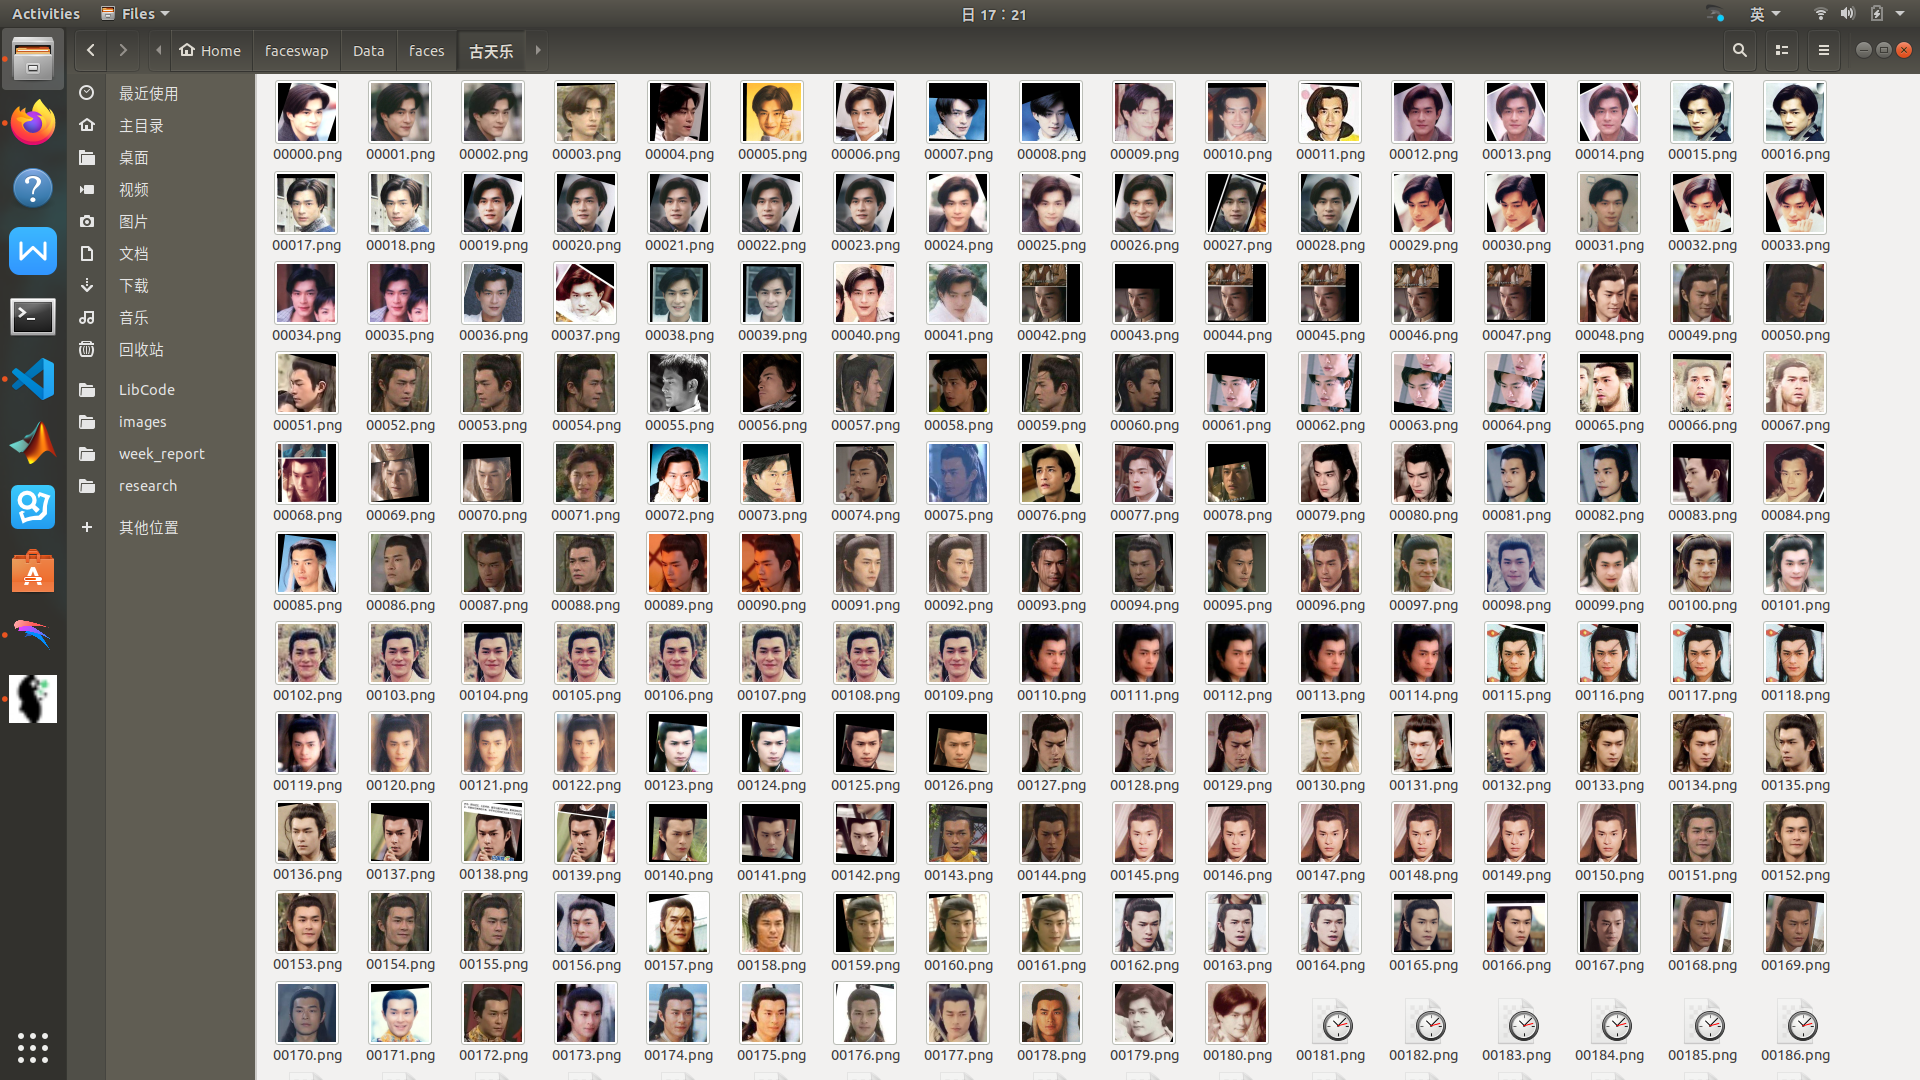 Activities Files 日 17：21 英
Home faceswap Data faces 古天乐
最近使用
主目录
桌面
视频
图片
文档
下载
音乐
回收站
LibCode
images
week_report
research
其他位置
00000.png 00001.png 00002.png 00003.png 00004.png 00005.png 00006.png 00007.png 00008.png 00009.png 00010.png 00011.png 00012.png 00013.png 00014.png 00015.png 00016.png
00017.png 00018.png 00019.png 00020.png 00021.png 00022.png 00023.png 00024.png 00025.png 00026.png 00027.png 00028.png 00029.png 00030.png 00031.png 00032.png 00033.png
00034.png 00035.png 00036.png 00037.png 00038.png 00039.png 00040.png 00041.png 00042.png 00043.png 00044.png 00045.png 00046.png 00047.png 00048.png 00049.png 00050.png
00051.png 00052.png 00053.png 00054.png 00055.png 00056.png 00057.png 00058.png 00059.png 00060.png 00061.png 00062.png 00063.png 00064.png 00065.png 00066.png 00067.png
00068.png 00069.png 00070.png 00071.png 00072.png 00073.png 00074.png 00075.png 00076.png 00077.png 00078.png 00079.png 00080.png 00081.png 00082.png 00083.png 00084.png
00085.png 00086.png 00087.png 00088.png 00089.png 00090.png 00091.png 00092.png 00093.png 00094.png 00095.png 00096.png 00097.png 00098.png 00099.png 00100.png 00101.png
00102.png 00103.png 00104.png 00105.png 00106.png 00107.png 00108.png 00109.png 00110.png 00111.png 00112.png 00113.png 00114.png 00115.png 00116.png 00117.png 00118.png
00119.png 00120.png 00121.png 00122.png 00123.png 00124.png 00125.png 00126.png 00127.png 00128.png 00129.png 00130.png 00131.png 00132.png 00133.png 00134.png 00135.png
00136.png 00137.png 00138.png 00139.png 00140.png 00141.png 00142.png 00143.png 00144.png 00145.png 00146.png 00147.png 00148.png 00149.png 00150.png 00151.png 00152.png
00153.png 00154.png 00155.png 00156.png 00157.png 00158.png 00159.png 00160.png 00161.png 00162.png 00163.png 00164.png 00165.png 00166.png 00167.png 00168.png 00169.png
00170.png 00171.png 00172.png 00173.png 00174.png 00175.png 00176.png 00177.png 00178.png 00179.png 00180.png 00181.png 00182.png 00183.png 00184.png 00185.png 00186.png